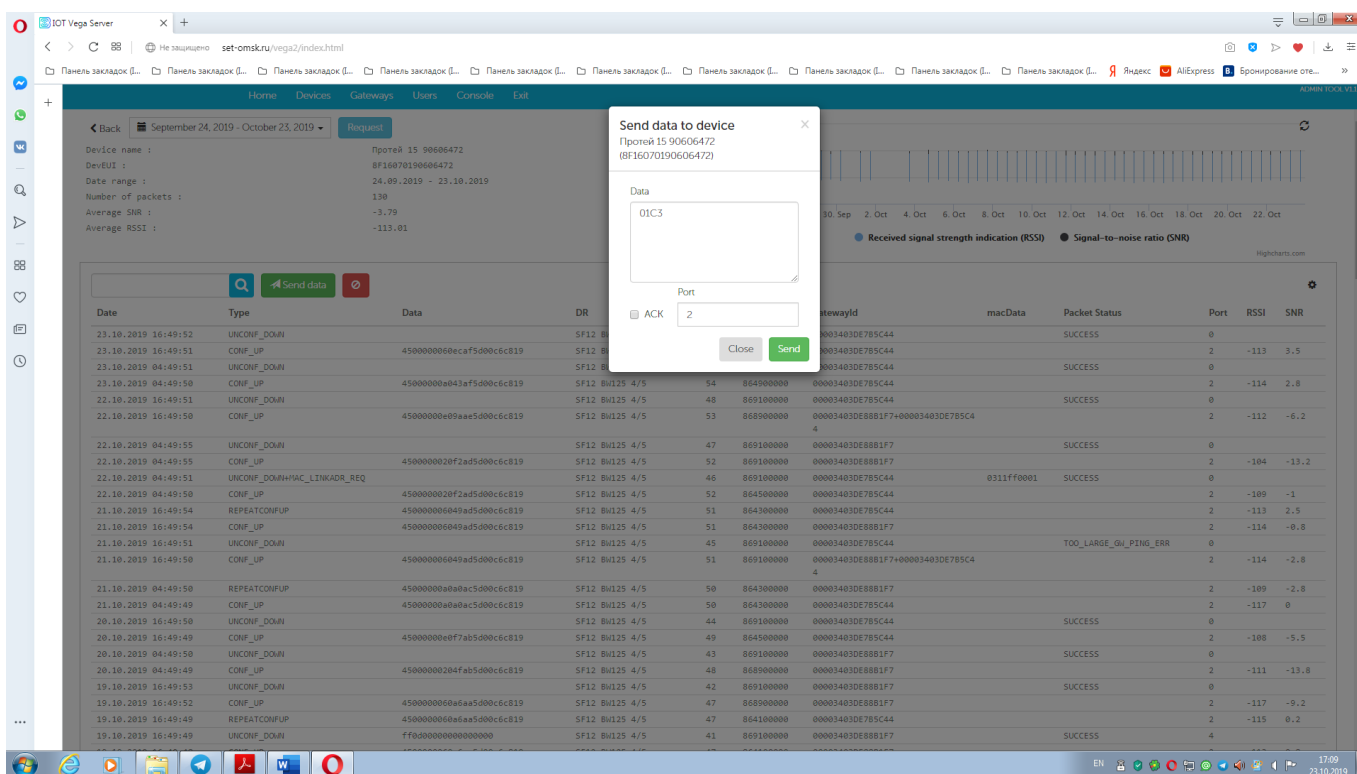 IOT Vega Server
Не защищено set-omsk.ru/vega2/index.html
Панель закладок (I... Панель закладок (I... Панель закладок (I... Панель закладок (I... Панель закладок (I... Панель закладок (I... Панель закладок (I... Панель закладок (I... Панель закладок (I... Панель закладок (I... Яндекс AliExpress Бронирование оте...
Home Devices Gateways Users Console Exit
ADMIN TOOL V1.1
Back September 24, 2019 - October 23, 2019 Request
Device name : Протей 15 90606472
DevEUI : 8F16070190606472
Date range : 24.09.2019 - 23.10.2019
Number of packets : 130
Average SNR : -3.79
Average RSSI : -113.01
Send data to device
Протей 15 90606472
(8F16070190606472)
Data
01C3
Port
ACK 2
Close Send
30. Sep 2. Oct 4. Oct 6. Oct 8. Oct 10. Oct 12. Oct 14. Oct 16. Oct 18. Oct 20. Oct 22. Oct
Received signal strength indication (RSSI) Signal-to-noise ratio (SNR)
Highcharts.com
Send data
Date Type Data DR atewayId macData Packet Status Port RSSI SNR
23.10.2019 16:49:52 UNCONF_DOWN SF12 00003403DE7B5C44 SUCCESS 0
23.10.2019 16:49:51 CONF_UP 4500000060ecaf5d00c6c819 SF12 00003403DE7B5C44 2 -113 3.5
23.10.2019 16:49:51 UNCONF_DOWN SF12 00003403DE7B5C44 SUCCESS 0
23.10.2019 16:49:50 CONF_UP 45000000a043af5d00c6c819 SF12 BW125 4/5 54 864900000 00003403DE7B5C44 2 -114 2.8
22.10.2019 16:49:51 UNCONF_DOWN SF12 BW125 4/5 48 869100000 00003403DE7B5C44 SUCCESS 0
22.10.2019 16:49:50 CONF_UP 45000000e09aae5d00c6c819 SF12 BW125 4/5 53 868900000 00003403DE88B1F7+00003403DE7B5C4
4 2 -112 -6.2
22.10.2019 04:49:55 UNCONF_DOWN SF12 BW125 4/5 47 869100000 00003403DE88B1F7 SUCCESS 0
22.10.2019 04:49:55 CONF_UP 4500000020f2ad5d00c6c819 SF12 BW125 4/5 52 869100000 00003403DE88B1F7 2 -104 -13.2
22.10.2019 04:49:51 UNCONF_DOWN+MAC_LINKADR_REQ SF12 BW125 4/5 46 869100000 00003403DE7B5C44 0311ff0001 SUCCESS 0
22.10.2019 04:49:50 CONF_UP 4500000020f2ad5d00c6c819 SF12 BW125 4/5 52 864500000 00003403DE7B5C44 2 -109 -1
21.10.2019 04:49:54 REPEATCONFUP 450000006049ad5d00c6c819 SF12 BW125 4/5 51 864300000 00003403DE7B5C44 2 -113 2.5
21.10.2019 04:49:54 CONF_UP 450000006049ad5d00c6c819 SF12 BW125 4/5 51 864300000 00003403DE88B1F7 2 -114 -0.8
21.10.2019 04:49:51 UNCONF_DOWN SF12 BW125 4/5 45 869100000 00003403DE7B5C44 TOO_LARGE_GW_PING_ERR 0
21.10.2019 04:49:50 CONF_UP 450000006049ad5d00c6c819 SF12 BW125 4/5 51 869100000 00003403DE88B1F7+00003403DE7B5C4
4 2 -114 -2.8
21.10.2019 04:49:50 REPEATCONFUP 45000000a0a0ac5d00c6c819 SF12 BW125 4/5 50 864300000 00003403DE88B1F7 2 -109 -2.8
21.10.2019 04:49:49 CONF_UP 45000000a0a0ac5d00c6c819 SF12 BW125 4/5 50 864300000 00003403DE7B5C44 2 -117 0
20.10.2019 16:49:50 UNCONF_DOWN SF12 BW125 4/5 44 869100000 00003403DE7B5C44 SUCCESS 0
20.10.2019 16:49:49 CONF_UP 45000000e0f7ab5d00c6c819 SF12 BW125 4/5 49 864500000 00003403DE7B5C44 2 -108 -5.5
20.10.2019 04:49:50 UNCONF_DOWN SF12 BW125 4/5 43 869100000 00003403DE88B1F7 SUCCESS 0
20.10.2019 04:49:49 CONF_UP 45000000204fab5d00c6c819 SF12 BW125 4/5 48 868900000 00003403DE88B1F7 2 -111 -13.8
19.10.2019 16:49:53 UNCONF_DOWN SF12 BW125 4/5 42 869100000 00003403DE88B1F7 SUCCESS 0
19.10.2019 16:49:52 CONF_UP 4500000060a6aa5d00c6c819 SF12 BW125 4/5 47 868900000 00003403DE88B1F7 2 -117 -9.2
19.10.2019 16:49:49 REPEATCONFUP 4500000060a6aa5d00c6c819 SF12 BW125 4/5 47 864100000 00003403DE7B5C44 2 -115 0.2
19.10.2019 16:49:49 UNCONF_DOWN ff0d000000000000 SF12 BW125 4/5 41 869100000 00003403DE88B1F7 SUCCESS 4
EN 17:09
23.10.2019